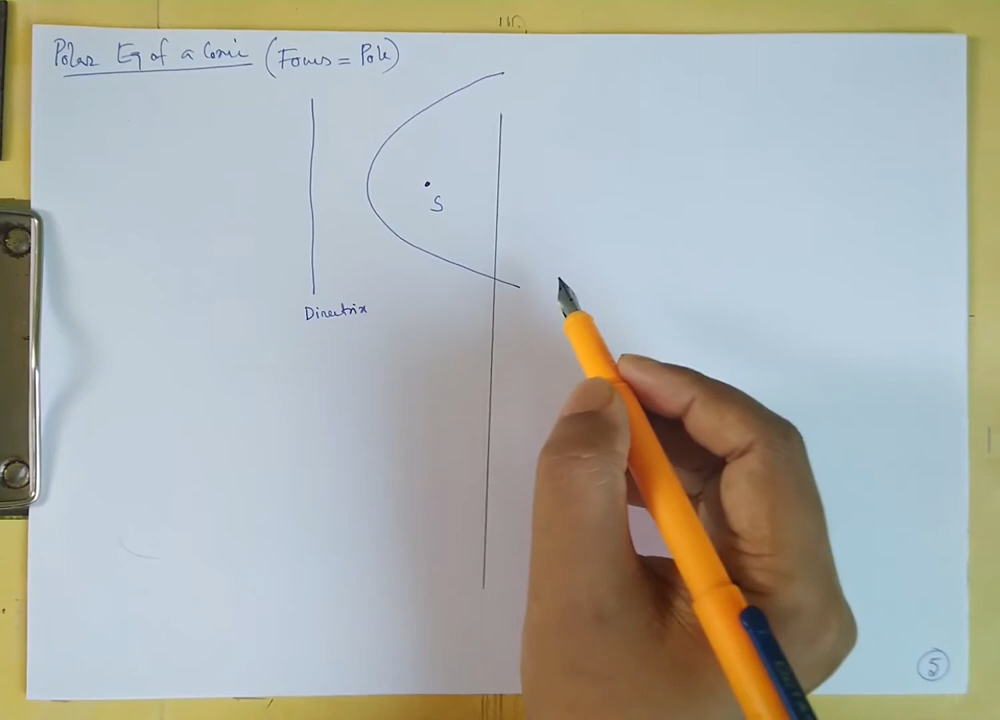 Polar Eq of a Conic (Focus = Pole)
S
Directrix
5